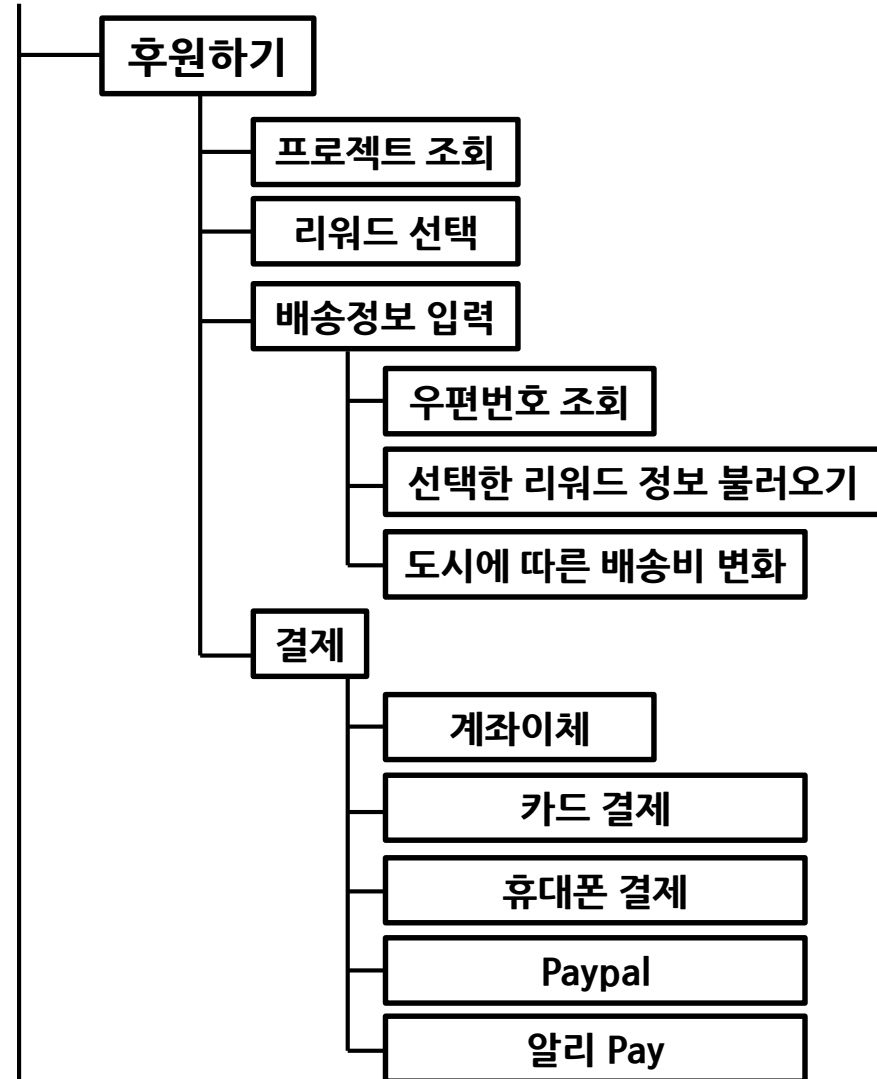 후원하기
프로젝트 조회
리워드 선택
배송정보 입력
우편번호 조회
선택한 리워드 정보 불러오기
도시에 따른 배송비 변화
결제
계좌이체
카드 결제
휴대폰 결제
Paypal
알리 Pay